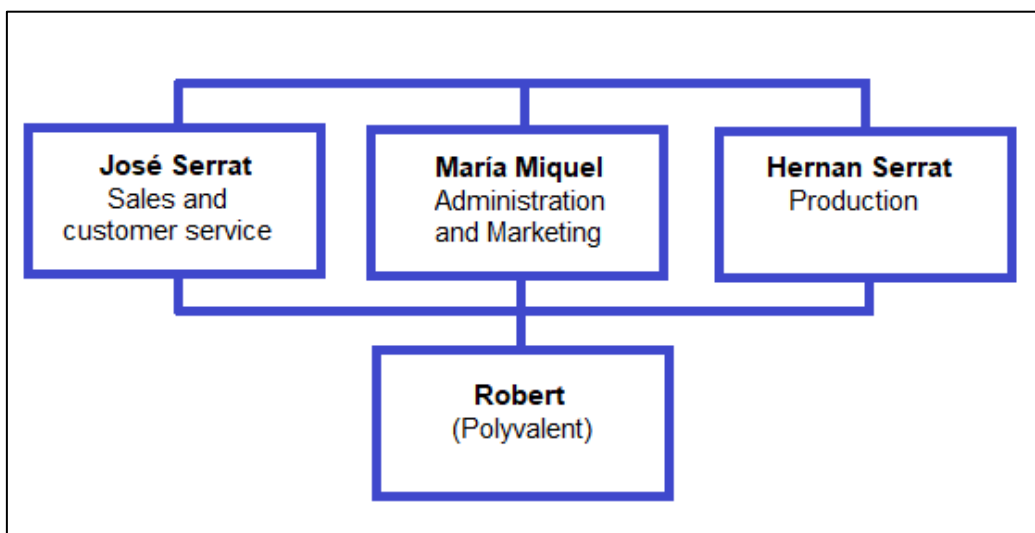 José Serrat
Sales and
customer service
María Miquel
Administration
and Marketing
Hernan Serrat
Production
Robert
(Polyvalent)